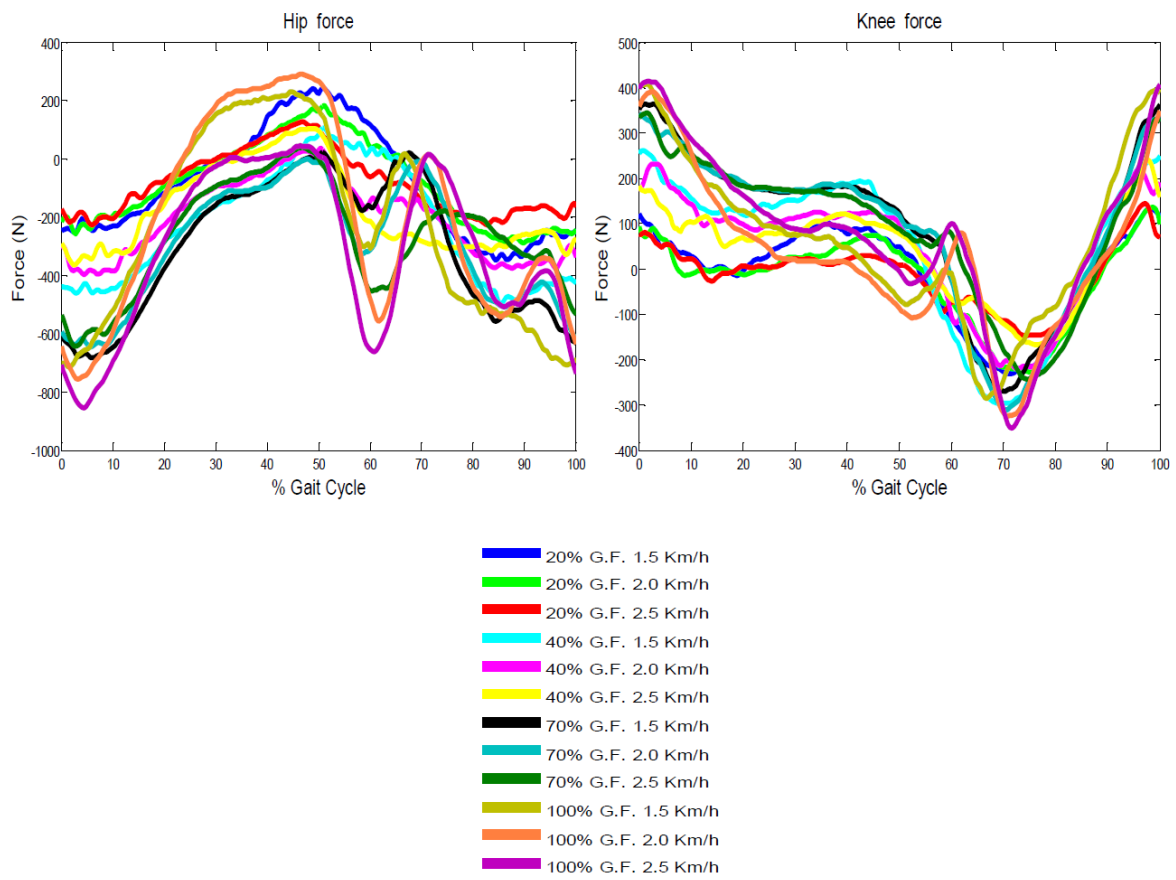 Hip force
Knee force
400
200
0
-200
-400
-600
-800
-1000
Force (N)
0 10 20 30 40 50 60 70 80 90 100
% Gait Cycle
500
400
300
200
100
0
-100
-200
-300
-400
Force (N)
0 10 20 30 40 50 60 70 80 90 100
% Gait Cycle
20% G.F. 1.5 Km/h
20% G.F. 2.0 Km/h
20% G.F. 2.5 Km/h
40% G.F. 1.5 Km/h
40% G.F. 2.0 Km/h
40% G.F. 2.5 Km/h
70% G.F. 1.5 Km/h
70% G.F. 2.0 Km/h
70% G.F. 2.5 Km/h
100% G.F. 1.5 Km/h
100% G.F. 2.0 Km/h
100% G.F. 2.5 Km/h